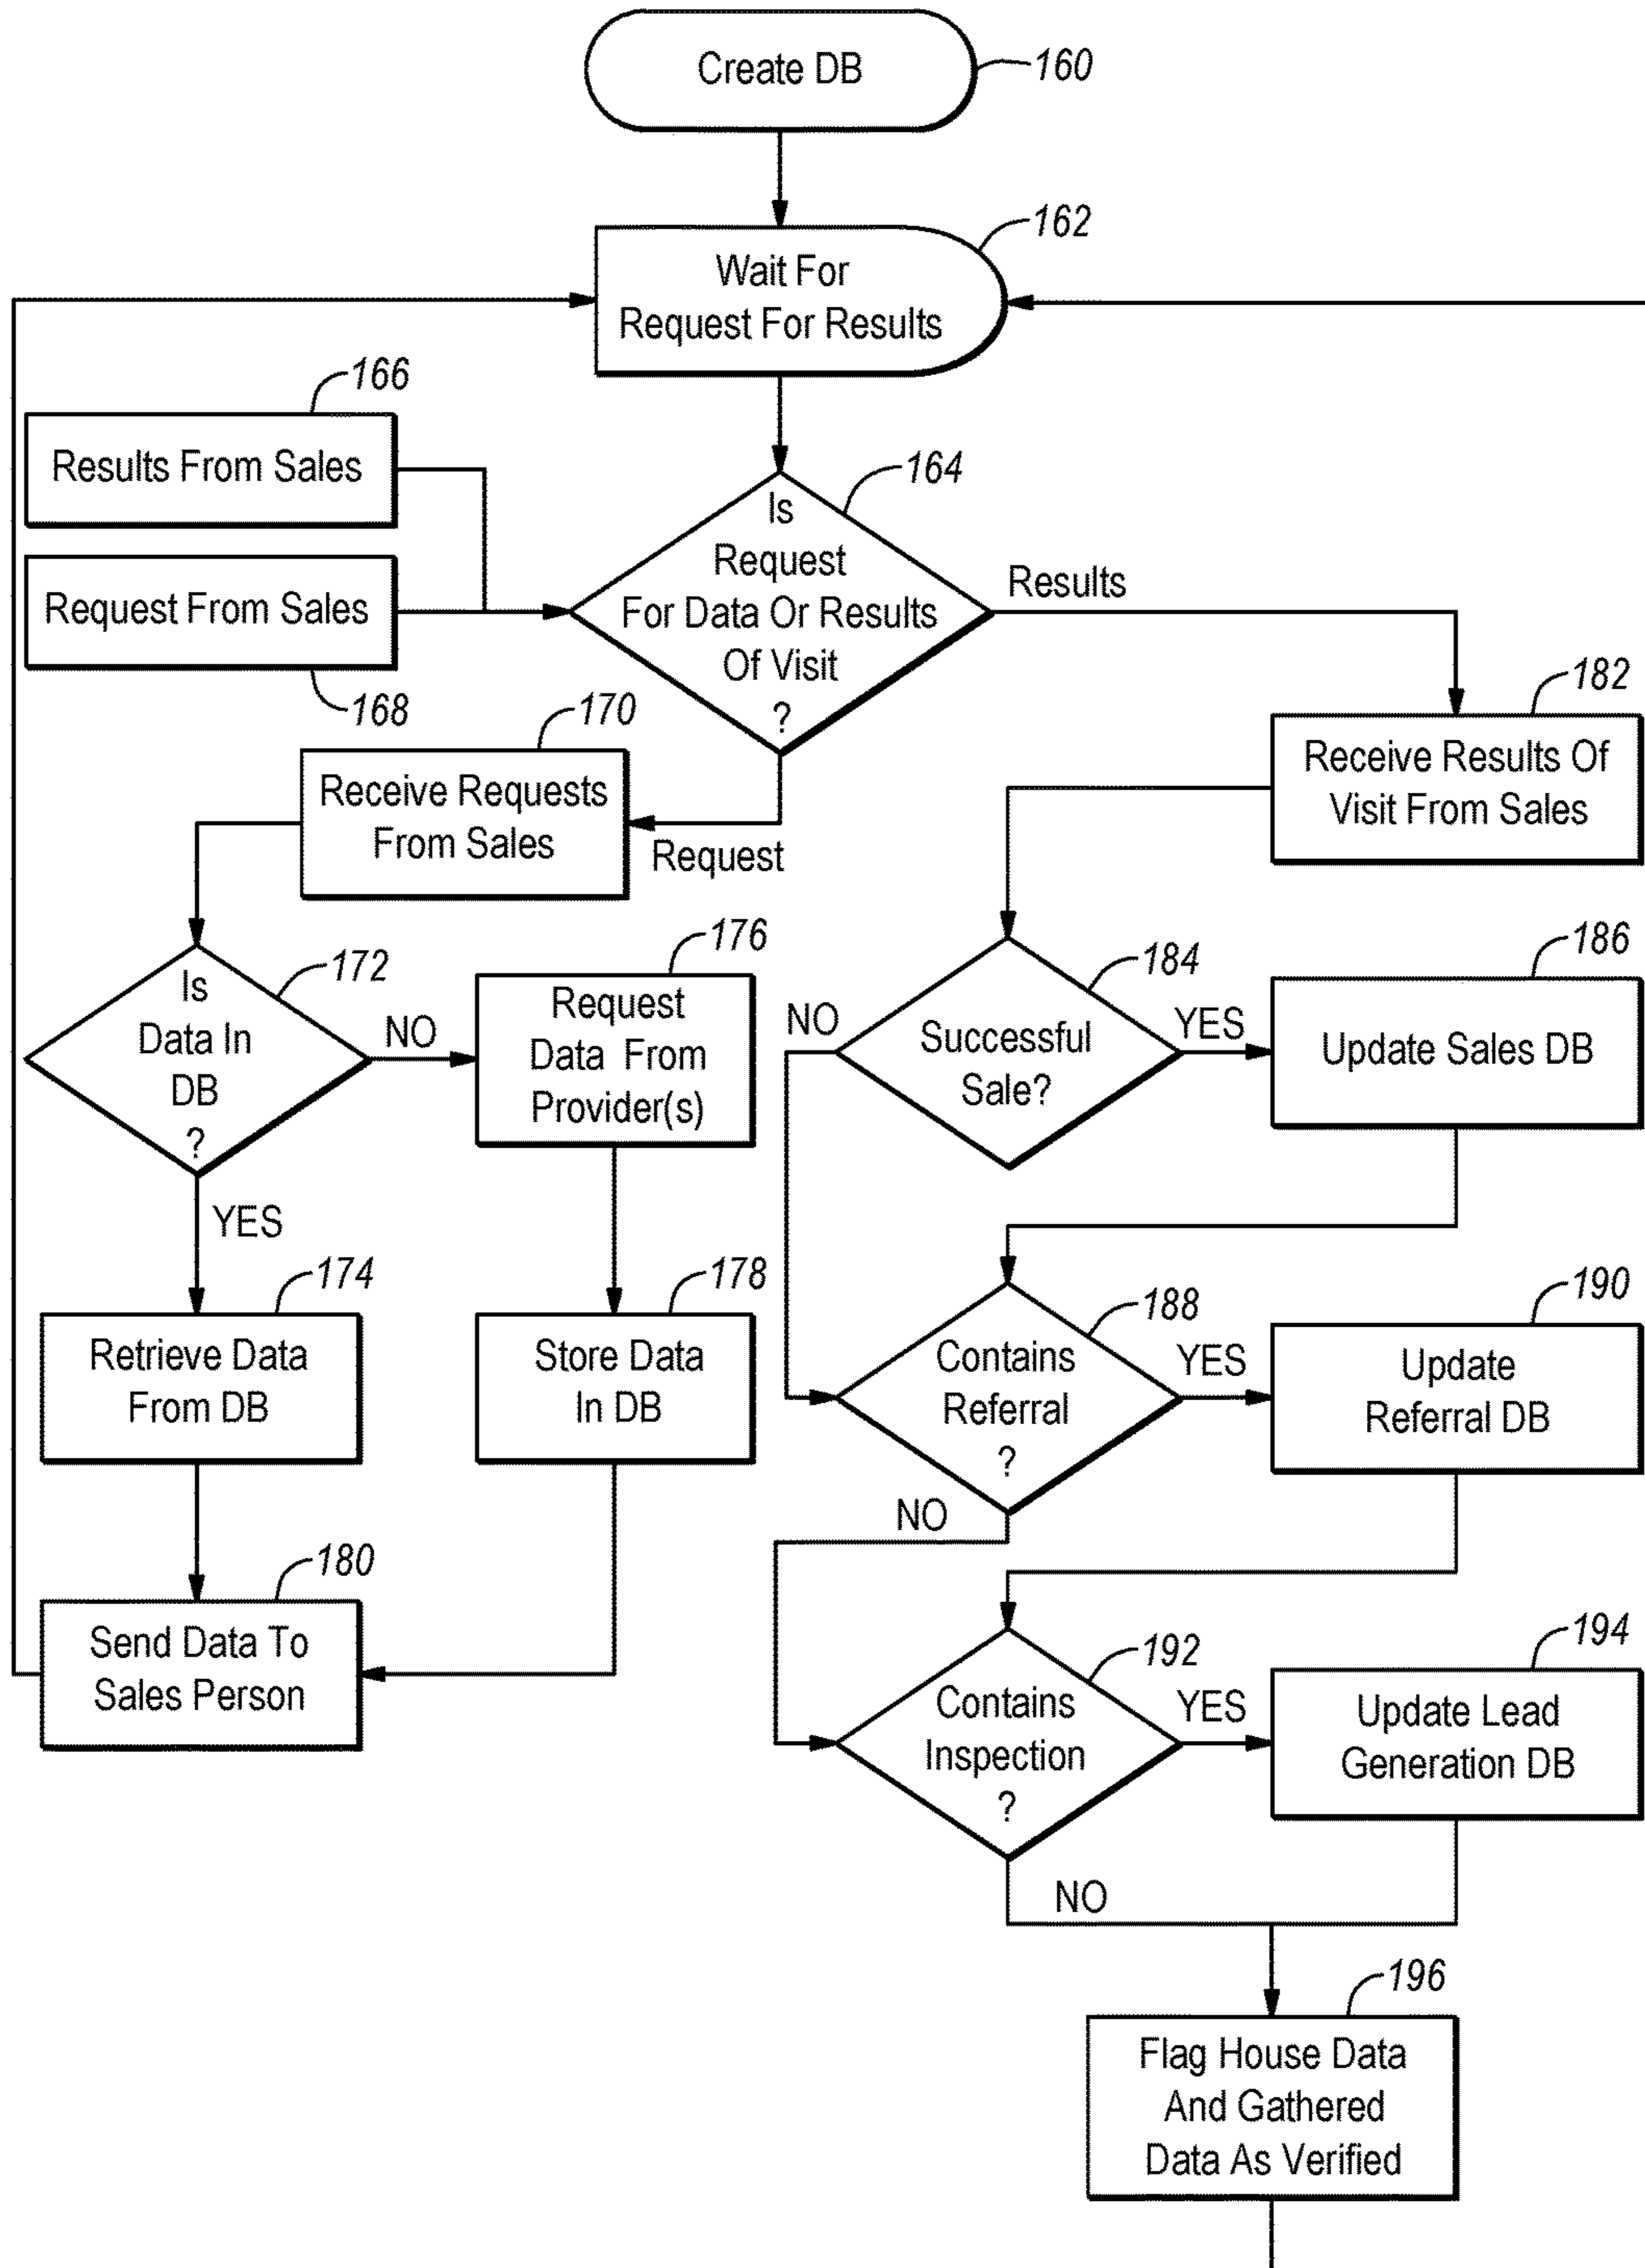 Create DB
160
162
Wait For
Request For Results
166
Results From Sales
164
Is
Request
For Data Or Results
Of Visit
?
Results
Request From Sales
168
170
Receive Requests
From Sales
Request
182
Receive Results Of
Visit From Sales
172
Is
Data In
DB
?
NO
176
Request
Data From
Provider(s)
184
NO
Successful
Sale?
YES
186
Update Sales DB
YES
174
Retrieve Data
From DB
178
Store Data
In DB
188
Contains
Referral
?
YES
190
Update
Referral DB
NO
180
Send Data To
Sales Person
192
Contains
Inspection
?
YES
194
Update Lead
Generation DB
NO
196
Flag House Data
And Gathered
Data As Verified